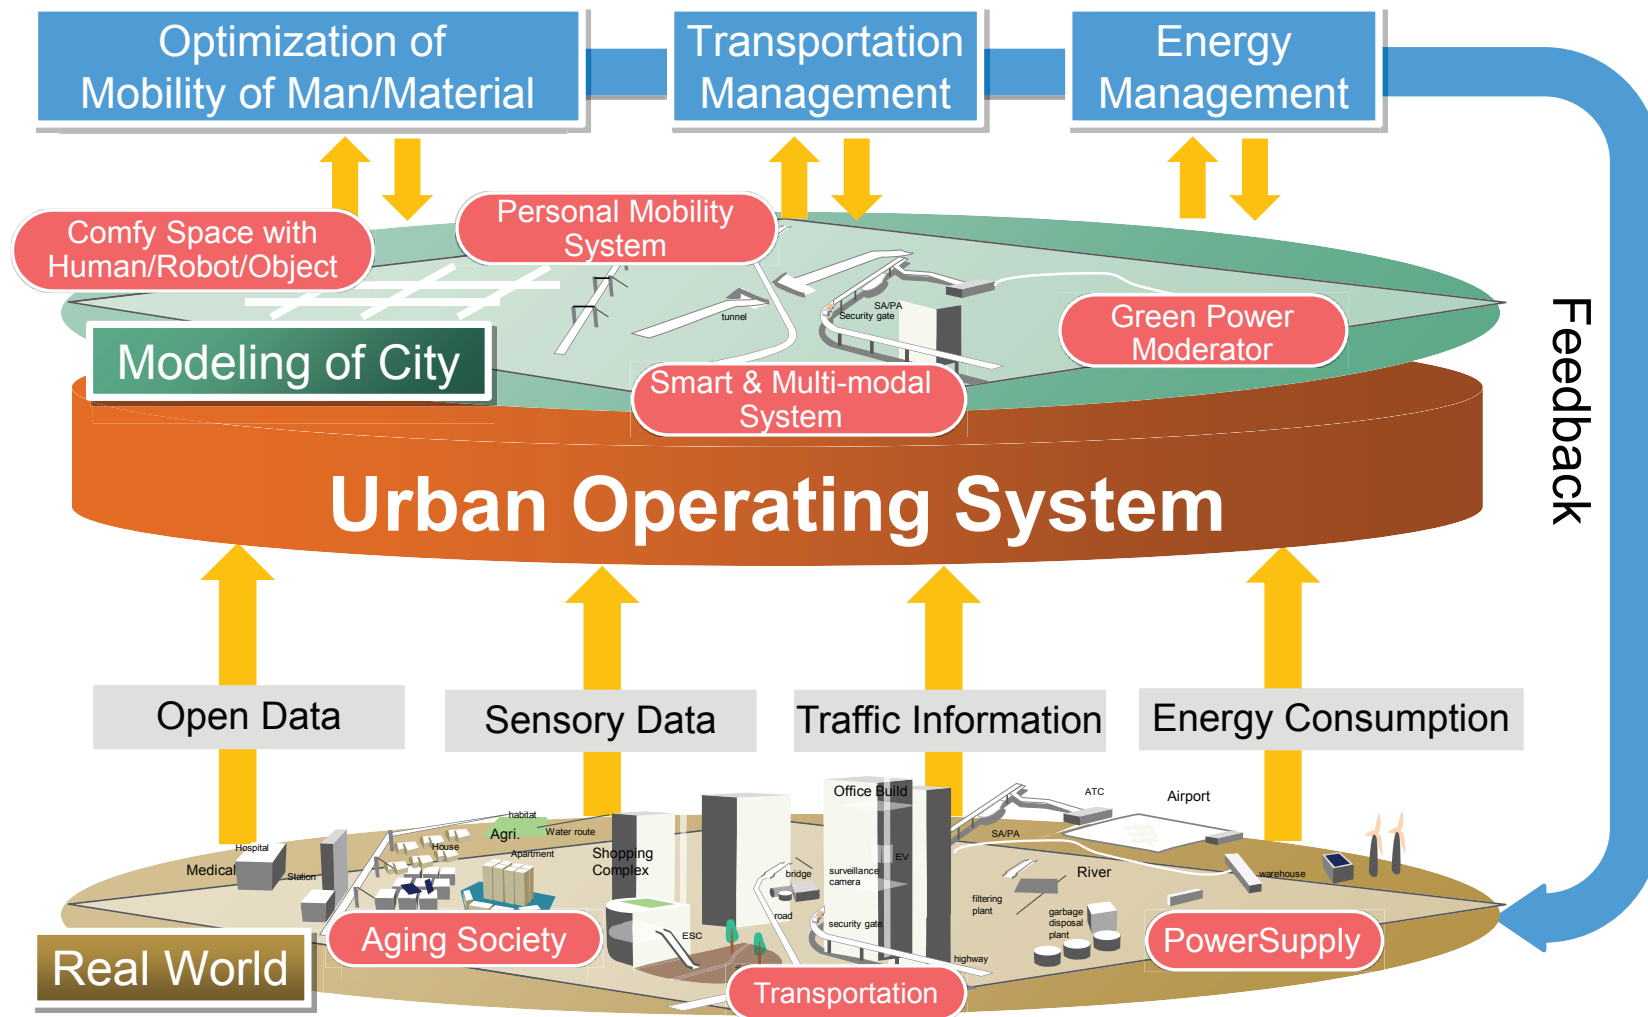 Optimization of
Mobility of Man/Material
Transportation
Management
Energy
Management
Comfy Space with
Human/Robot/Object
Personal Mobility
System
tunnel
SA/PA
Security gate
Green Power
Moderator
Modeling of City
Smart & Multi-modal
System
Feedback
Urban Operating System
Open Data
Sensory Data
Traffic Information
Energy Consumption
habitat
Agri.
Water route
Hospital
Medical
House
Apartment
Station
Shopping
Complex
Office Build
bridge
surveillance
camera
EV
road
security gate
ESC
highway
SA/PA
ATC
Airport
River
filtering
plant
garbage
disposal
plant
warehouse
Aging Society
PowerSupply
Real World
Transportation